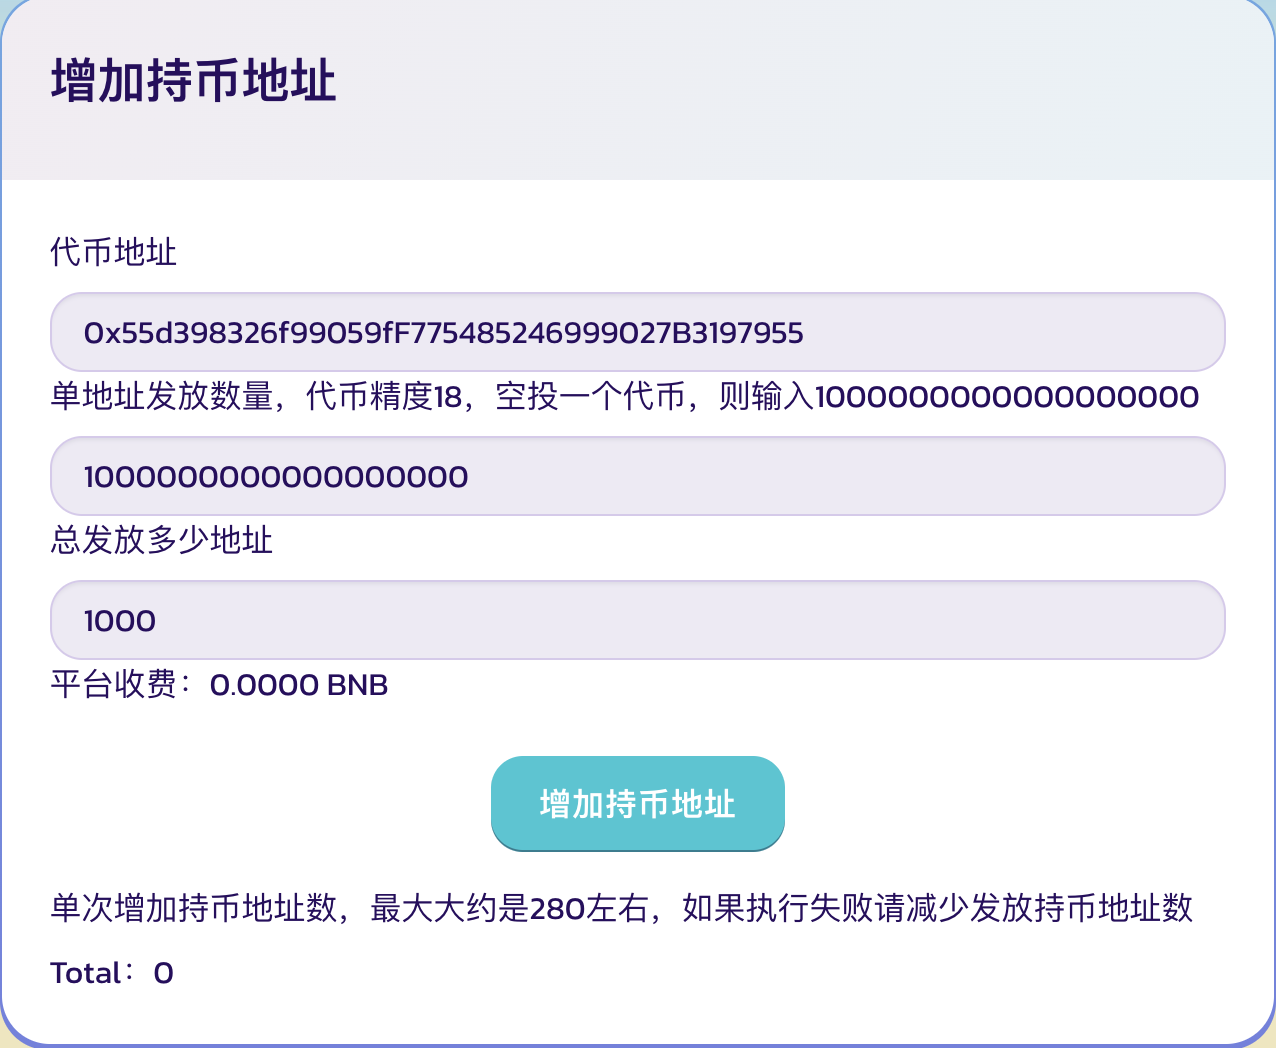 增加持币地址
代币地址
0x55d398326f99059fF775485246999027B3197955
单地址发放数量，代币精度18，空投一个代币，则输入1000000000000000000
1000000000000000000
总发放多少地址
1000
平台收费：0.0000 BNB
增加持币地址
单次增加持币地址数，最大大约是280左右，如果执行失败请减少发放持币地址数
Total：0